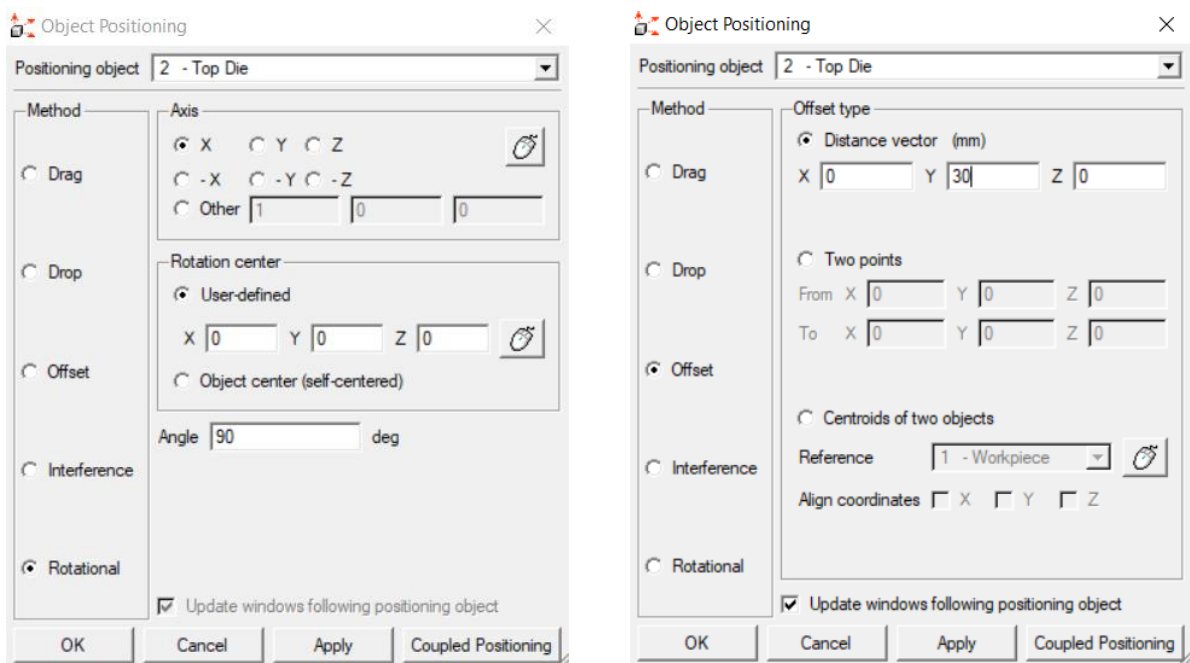 Object Positioning
Positioning object 2 - Top Die
Method
Drag
Drop
Offset
Interference
Rotational
Axis
X Y Z
-X -Y -Z
Other 1 0 0
Rotation center
User-defined
X 0 Y 0 Z 0
Object center (self-centered)
Angle 90 deg
Update windows following positioning object
OK Cancel Apply Coupled Positioning
Object Positioning
Positioning object 2 - Top Die
Method
Drag
Drop
Offset
Interference
Rotational
Offset type
Distance vector (mm)
X 0 Y 30 Z 0
Two points
From X 0 Y 0 Z 0
To X 0 Y 0 Z 0
Centroids of two objects
Reference 1 - Workpiece
Align coordinates X Y Z
Update windows following positioning object
OK Cancel Apply Coupled Positioning